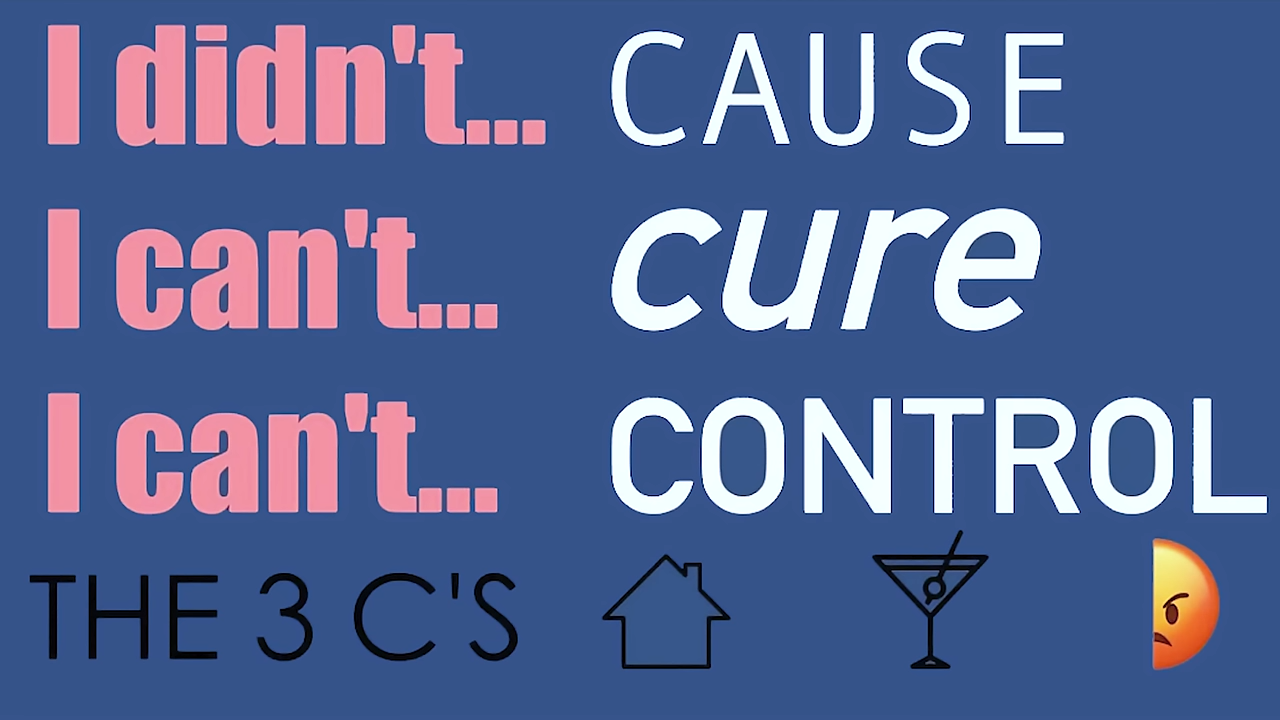 I didn't... CAUSE
I can't... cure
I can't... CONTROL
THE 3 C'S